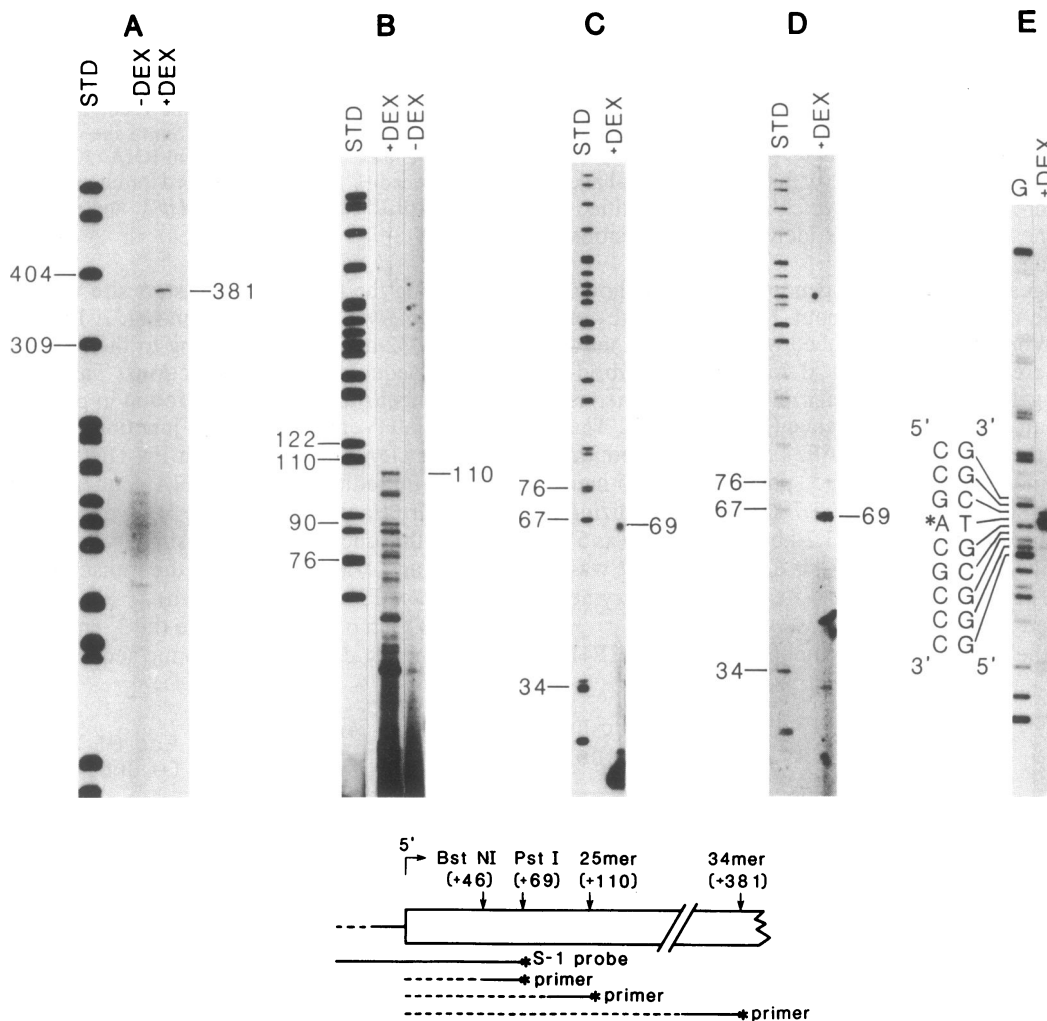 A
B
C
D
E
STD
-DEX
+DEX
STD
+DEX
-DEX
STD
+DEX
STD
+DEX
G
+DEX
404
381
309
122
110
110
90
76
76
67
69
34
76
67
69
34
5' 3'
C G
C G
G C
*A T
C G
G C
C G
C G
C G
3' 5'
5'
Bst NI
(+46)
Pst I
(+69)
25mer
(+110)
34mer
(+381)
*S-1 probe
*primer
*primer
*primer